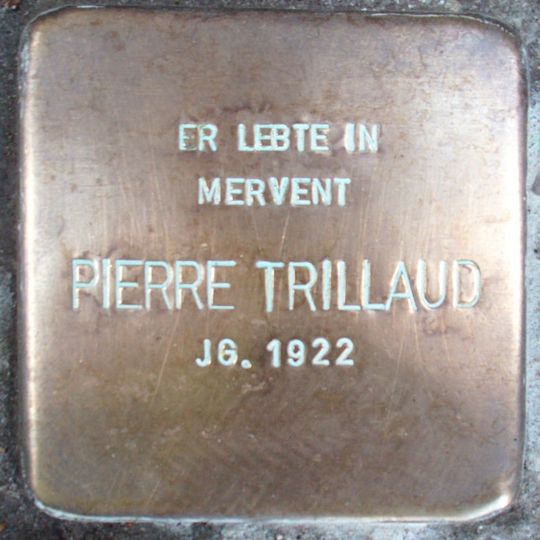 ER LEBTE IN
MERVENT
PIERRE TRILLAUD
JG. 1922